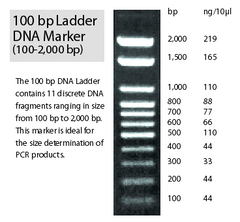 100 bp Ladder
DNA Marker
(100-2,000 bp)
The 100 bp DNA Ladder
contains 11 discrete DNA
fragments ranging in size
from 100 bp to 2,000 bp.
This marker is ideal for
the size determination of
PCR products.
bp ng/10µl
2,000 219
1,500 165
1,000 110
800 88
700 77
600 66
500 110
400 44
300 33
200 44
100 44